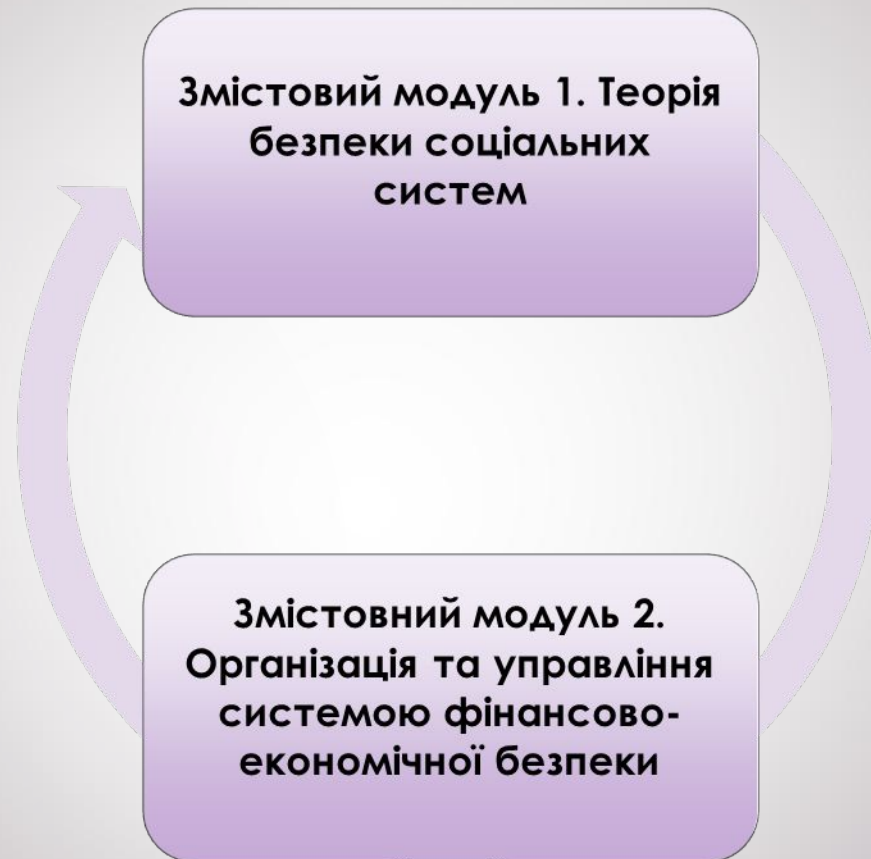 Змістовий модуль 1. Теорія
безпеки соціальних
систем
Змістовний модуль 2.
Організація та управління
системою фінансово-
економічної безпеки